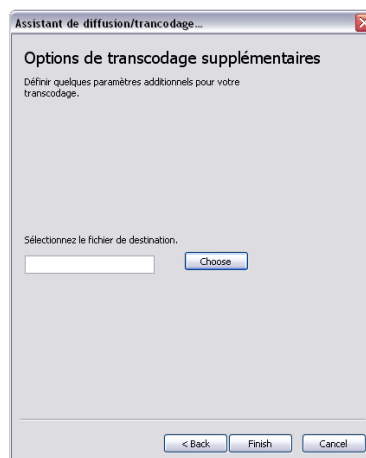 Assistant de diffusion/trancodage...
Options de transcodage supplémentaires
Définir quelques paramètres additionnels pour votre
transcodage.
Sélectionnez le fichier de destination.
Choose
< Back Finish Cancel